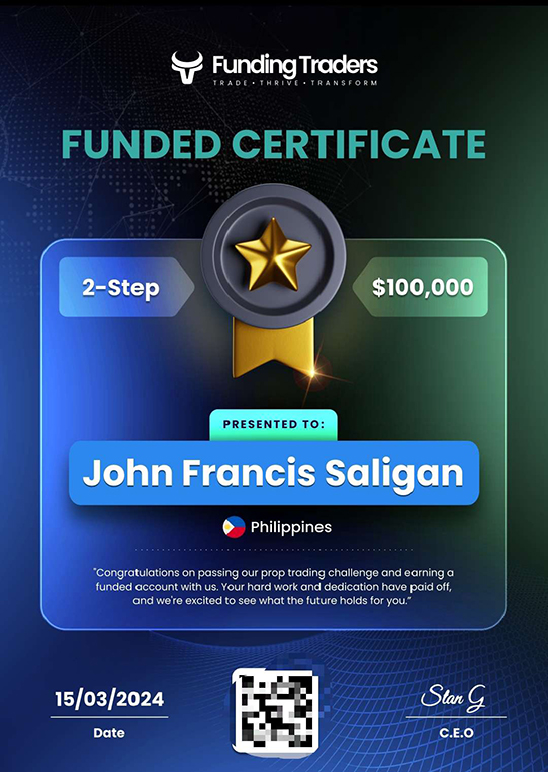 FundingTraders
TRADE • THRIVE • TRANSFORM
FUNDED CERTIFICATE
2-Step
$100,000
PRESENTED TO:
John Francis Saligan
Philippines
"Congratulations on passing our prop trading challenge and earning a
funded account with us. Your hard work and dedication have paid off,
and we're excited to see what the future holds for you."
15/03/2024
Stan G
Date
C.E.O